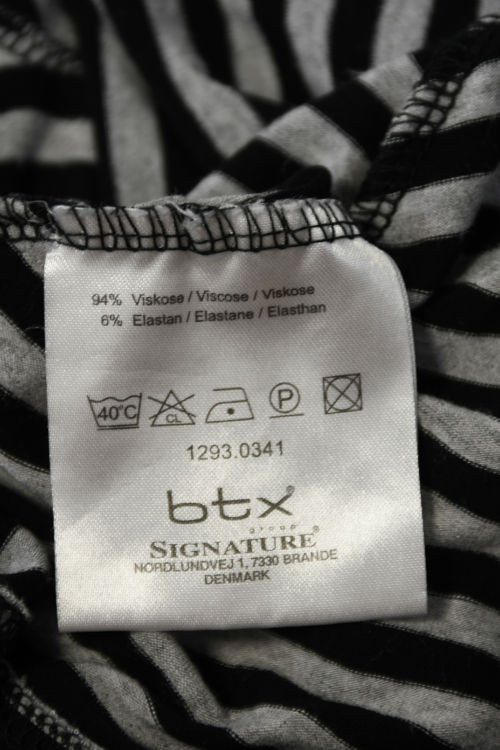 94% Viskose / Viscose / Viskose
6% Elastan / Elastane / Elasthan
40°C CL P
1293.0341
btx®
group
SIGNATURE®
NORDLUNDVEJ 1, 7330 BRANDE
DENMARK